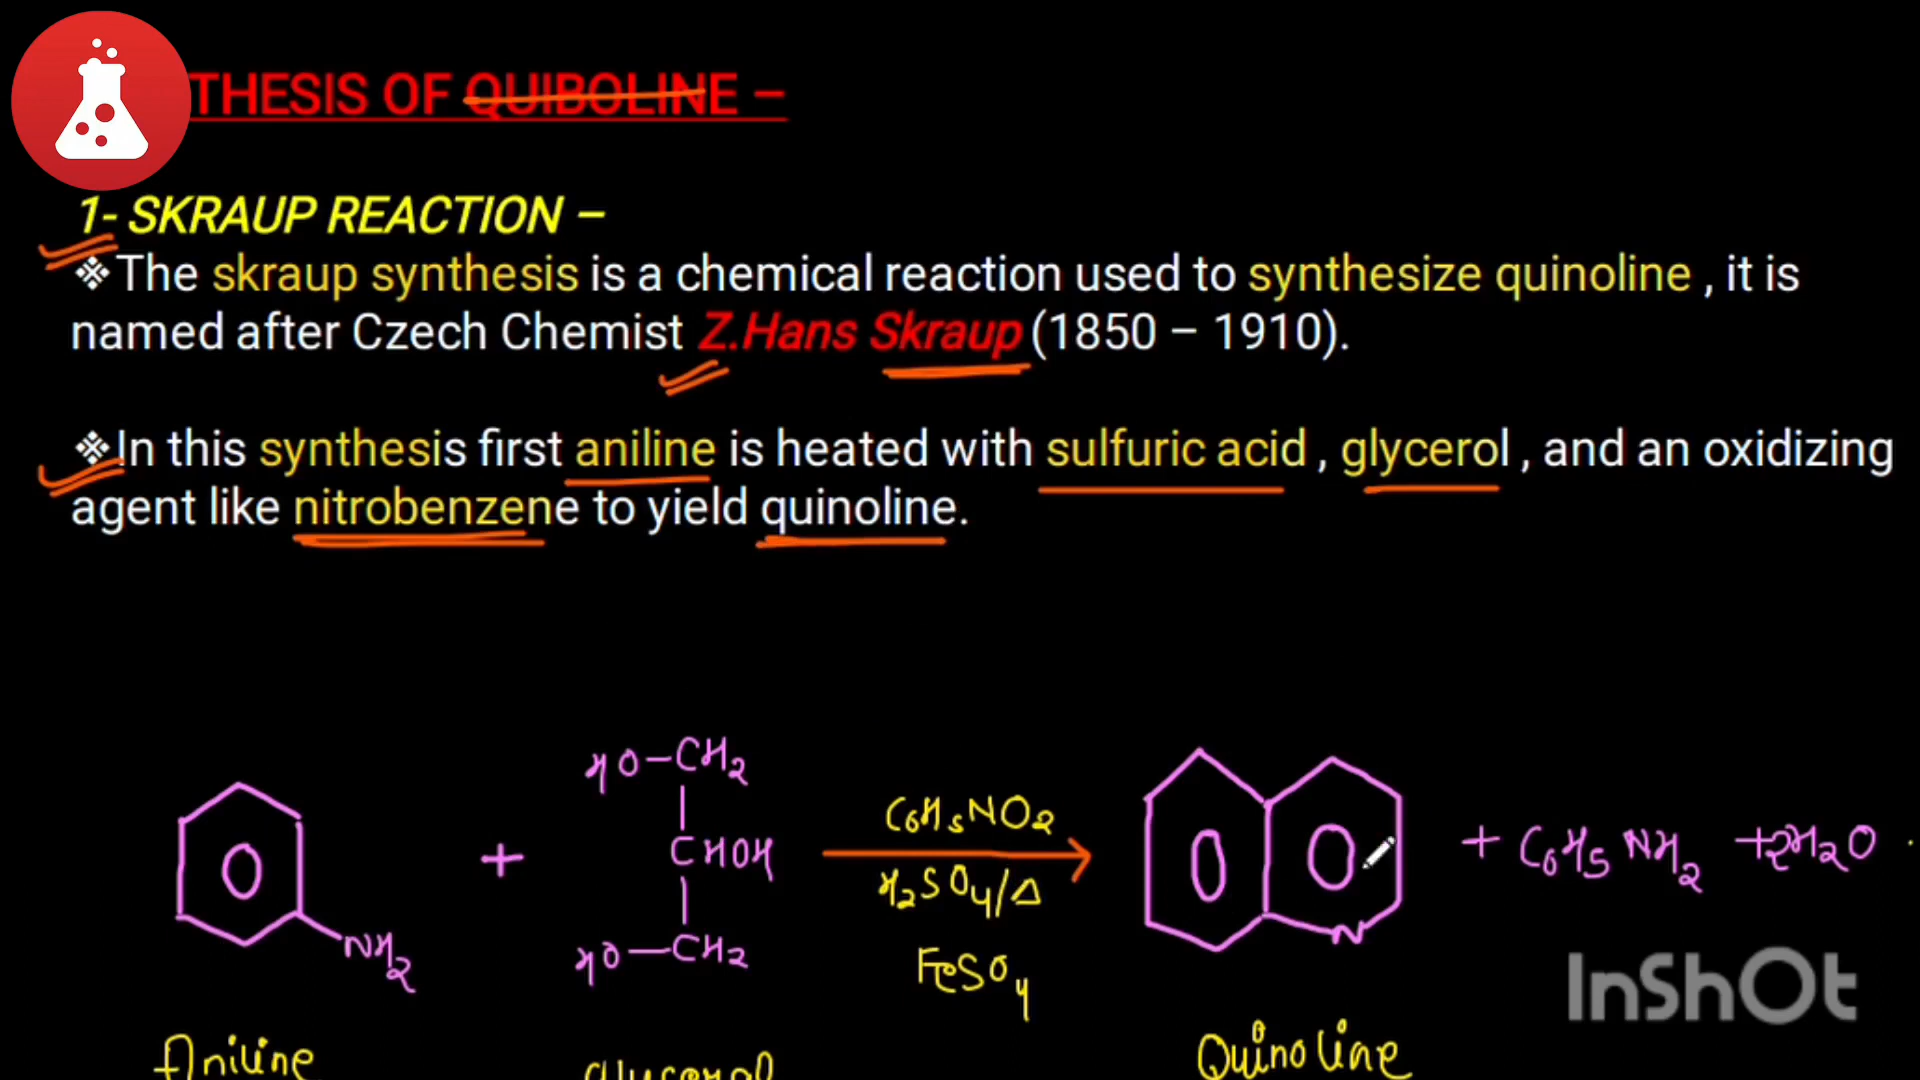 THESIS OF QUIBOLINE –
1- SKRAUP REACTION –
❖The skraup synthesis is a chemical reaction used to synthesize quinoline , it is
named after Czech Chemist Z.Hans Skraup (1850 – 1910).
❖In this synthesis first aniline is heated with sulfuric acid , glycerol , and an oxidizing
agent like nitrobenzene to yield quinoline.
HO–CH2
CHOH
HO–CH2
NH2
+
C6H5NO2
H2SO4/Δ
FeSO4
N
+ C6H5NH2 +2H2O
Aniline
Glycerol
Quinoline
InShOt